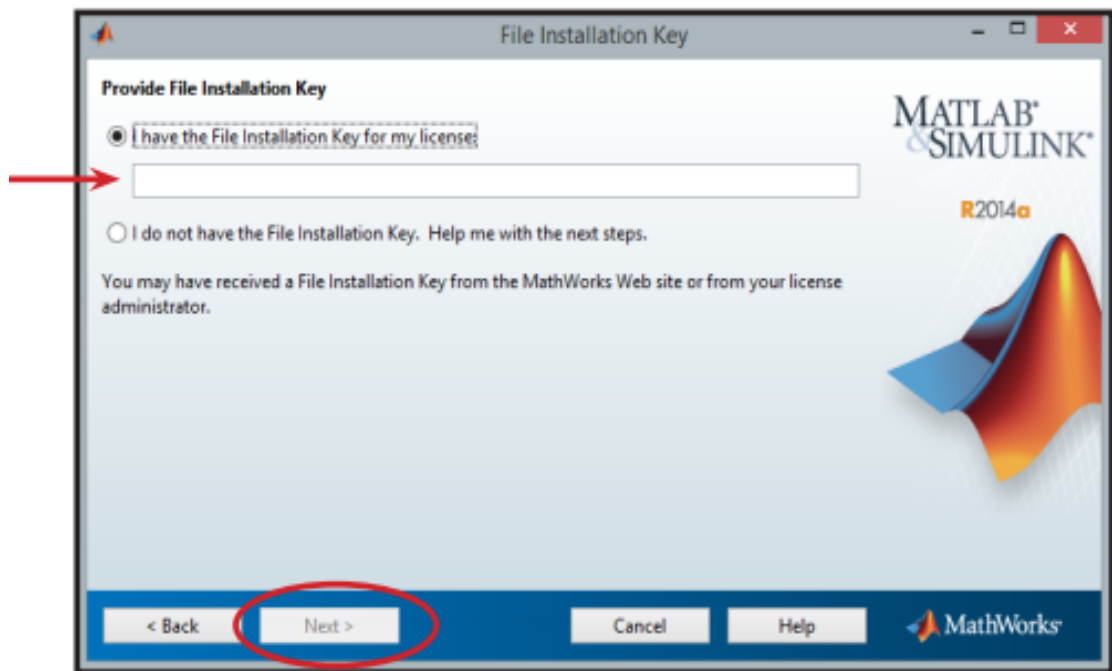 File Installation Key
Provide File Installation Key
I have the File Installation Key for my license:
I do not have the File Installation Key. Help me with the next steps.
You may have received a File Installation Key from the MathWorks Web site or from your license
administrator.
MATLAB®
&SIMULINK®
R2014a
< Back
Next >
Cancel
Help
MathWorks®